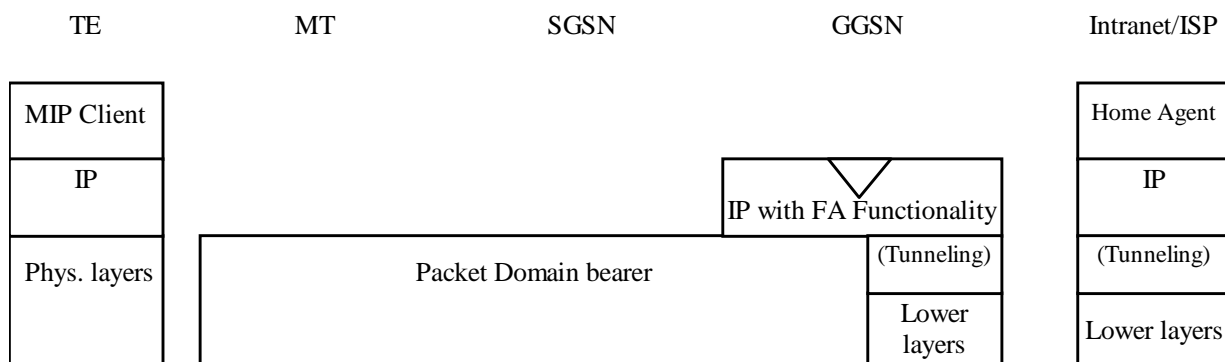 TE MT SGSN GGSN Intranet/ISP
MIP Client Home Agent
IP IP with FA Functionality IP
Phys. layers Packet Domain bearer (Tunneling) (Tunneling)
Lower layers Lower layers